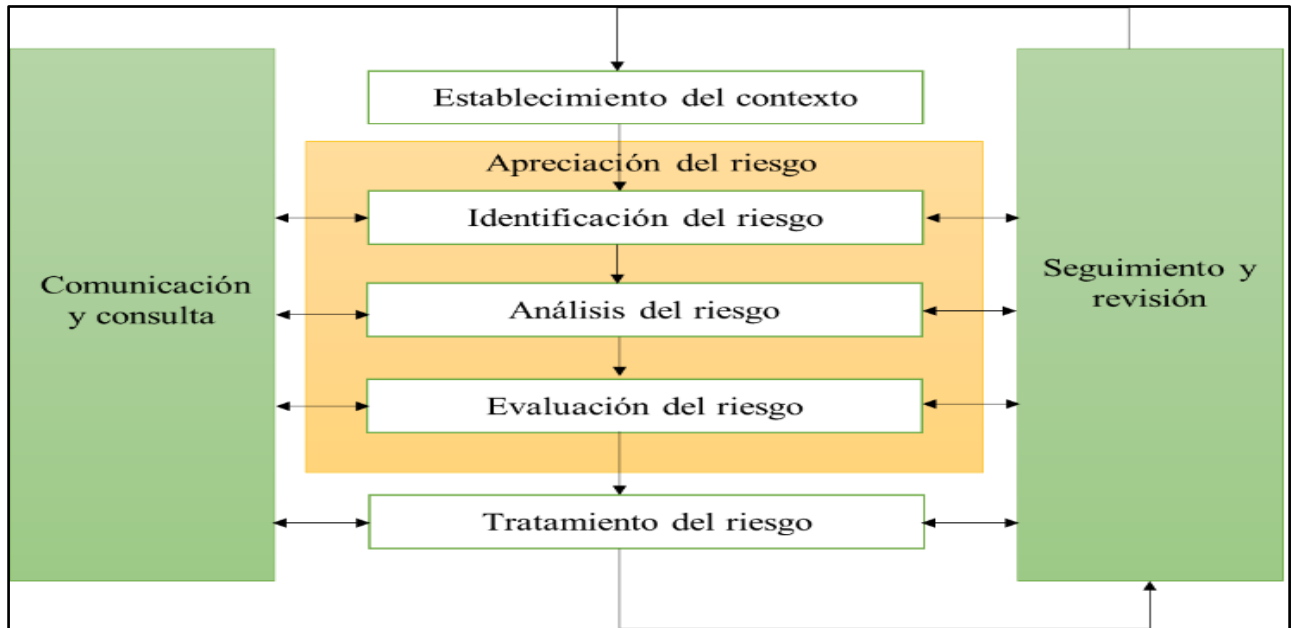 Establecimiento del contexto
Apreciación del riesgo
Identificación del riesgo
Análisis del riesgo
Evaluación del riesgo
Tratamiento del riesgo
Comunicación
y consulta
Seguimiento y
revisión